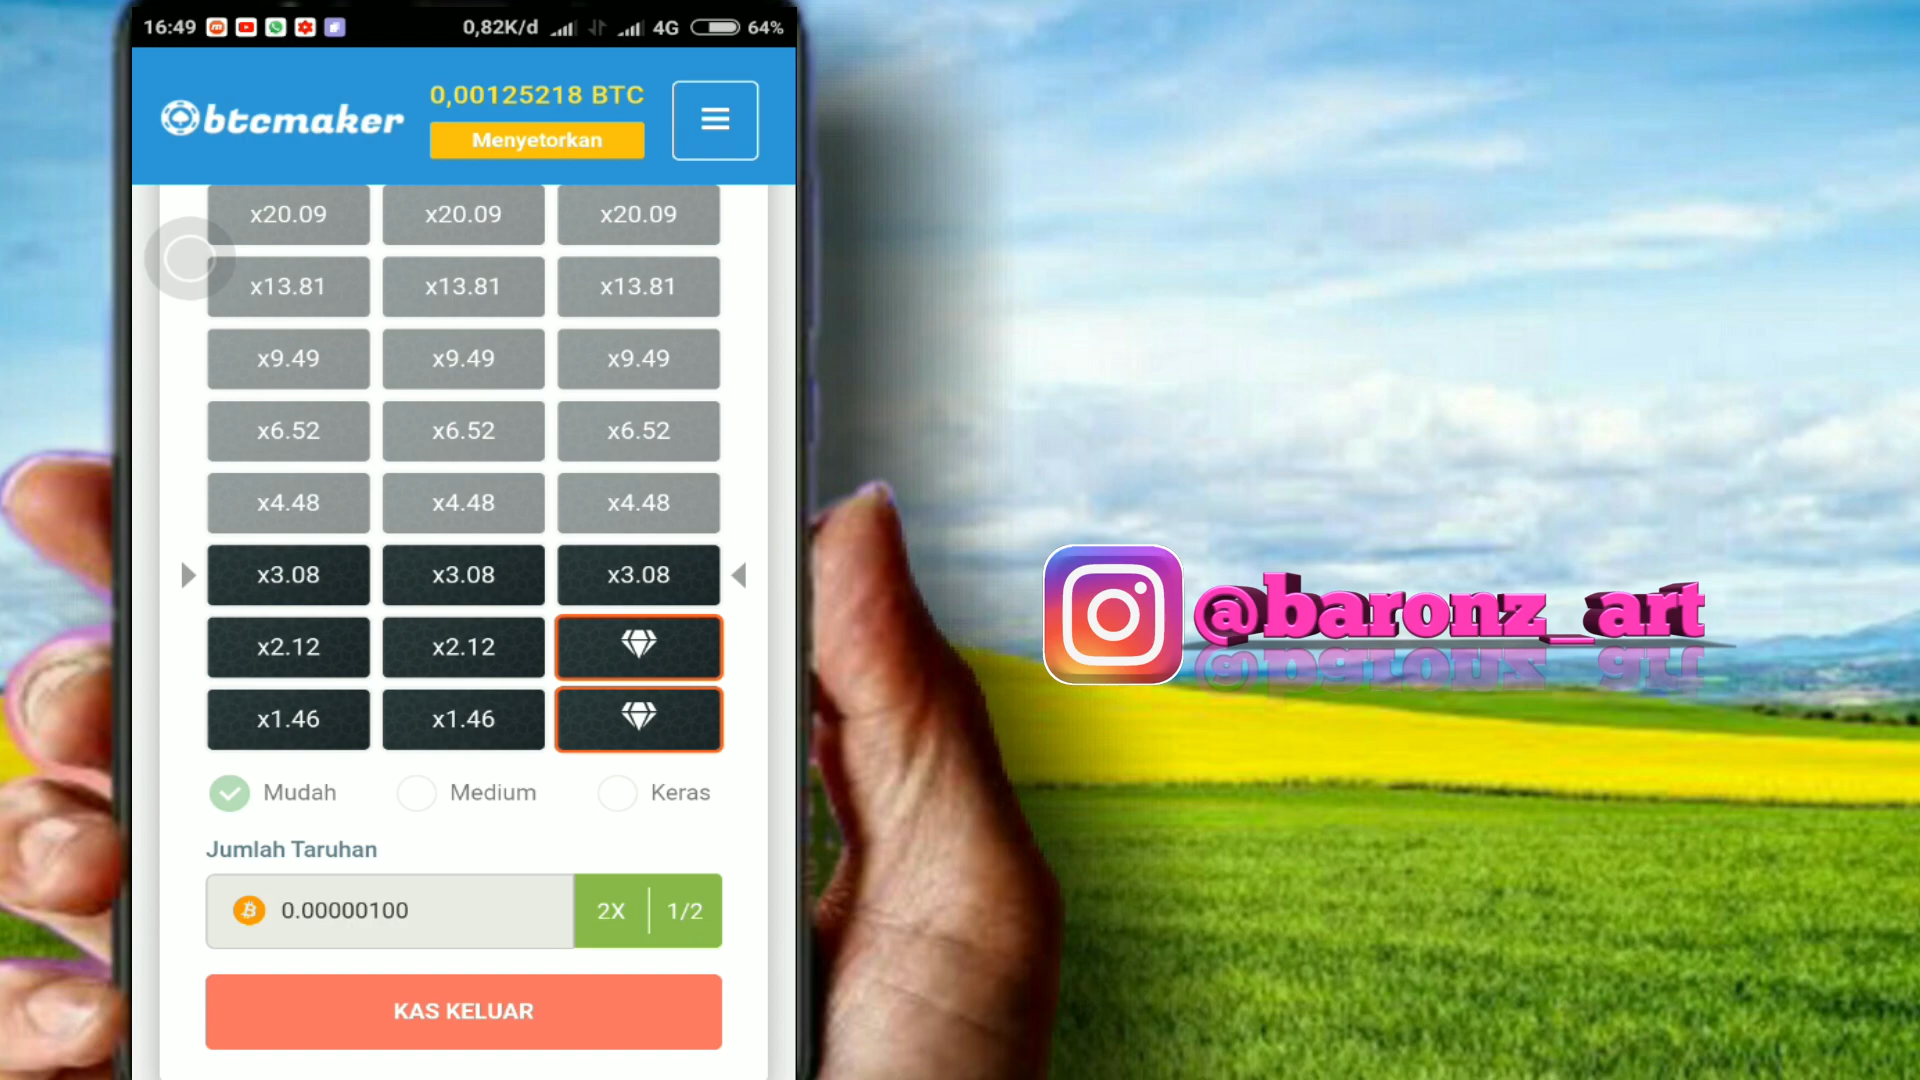 16:49 0,82K/d 4G 64%
btcmaker
0,00125218 BTC
Menyetorkan
x20.09 x20.09 x20.09
x13.81 x13.81 x13.81
x9.49 x9.49 x9.49
x6.52 x6.52 x6.52
x4.48 x4.48 x4.48
x3.08 x3.08 x3.08
x2.12 x2.12
x1.46 x1.46
Mudah Medium Keras
Jumlah Taruhan
0.00000100 2X 1/2
KAS KELUAR
@baronz_art